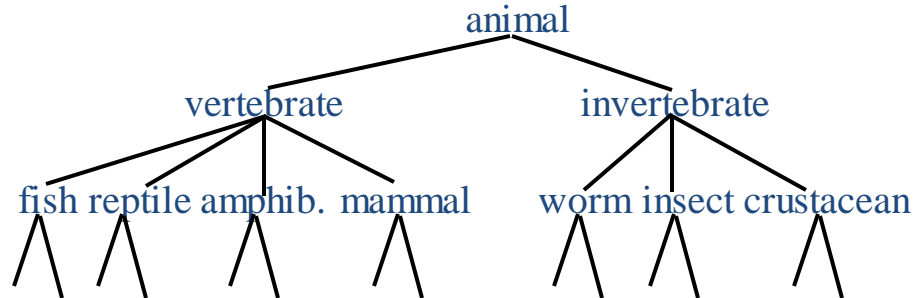 animal
vertebrate invertebrate
fish reptile amphib. mammal worm insect crustacean